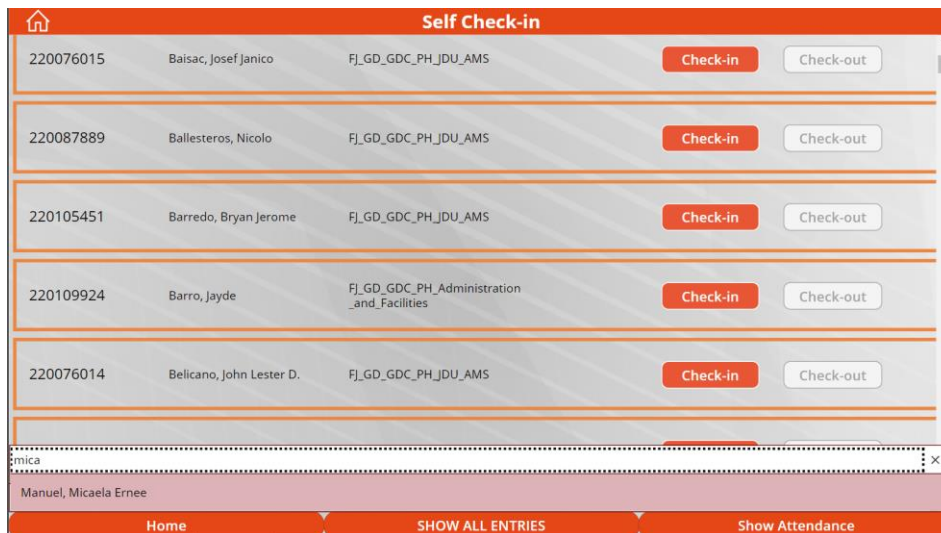 Self Check-in
220076015 Baisac, Josef Janico FJ_GD_GDC_PH_JDU_AMS Check-in Check-out
220087889 Ballesteros, Nicolo FJ_GD_GDC_PH_JDU_AMS Check-in Check-out
220105451 Barredo, Bryan Jerome FJ_GD_GDC_PH_JDU_AMS Check-in Check-out
220109924 Barro, Jayde FJ_GD_GDC_PH_Administration
_and_Facilities Check-in Check-out
220076014 Belicano, John Lester D. FJ_GD_GDC_PH_JDU_AMS Check-in Check-out
mica ×
Manuel, Micaela Ernee
Home SHOW ALL ENTRIES Show Attendance